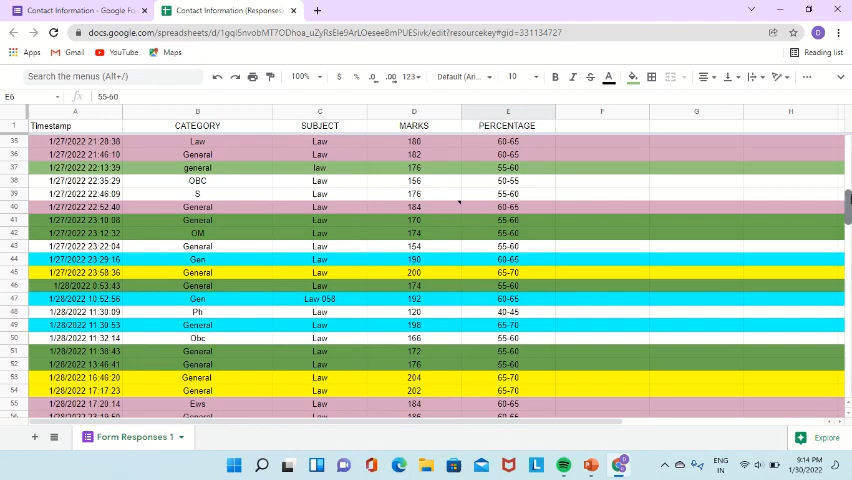 Contact Information - Google Fo
Contact Information (Responses)
docs.google.com/spreadsheets/d/1gqI5nvobMT7ODhoa_uZyRsEIe9ArLOeseeBmPUESivk/edit?resourcekey#gid=331134727
Apps Gmail YouTube Maps Reading list
Search the menus (Alt+/) 100% $ % .0 .00 123 Default (Ari... 10 B I S A
E6 fx 55-60
A B C D E F G H
1 Timestamp CATEGORY SUBJECT MARKS PERCENTAGE
35 1/27/2022 21:28:38 Law Law 180 60-65
36 1/27/2022 21:46:10 General Law 182 60-65
37 1/27/2022 22:13:39 general law 176 55-60
38 1/27/2022 22:35:29 OBC Law 156 50-55
39 1/27/2022 22:46:09 S Law 176 55-60
40 1/27/2022 22:52:40 General Law 184 60-65
41 1/27/2022 23:10:08 General Law 170 55-60
42 1/27/2022 23:12:32 OM Law 174 55-60
43 1/27/2022 23:22:04 General Law 154 55-60
44 1/27/2022 23:29:16 Gen Law 190 60-65
45 1/27/2022 23:58:36 General Law 200 65-70
46 1/28/2022 0:53:43 General Law 174 55-60
47 1/28/2022 10:52:56 Gen Law 058 192 60-65
48 1/28/2022 11:30:09 Ph Law 120 40-45
49 1/28/2022 11:30:53 General Law 198 65-70
50 1/28/2022 11:32:14 Obc Law 166 55-60
51 1/28/2022 11:38:43 General Law 172 55-60
52 1/28/2022 13:46:41 General Law 176 55-60
53 1/28/2022 16:46:20 General Law 204 65-70
54 1/28/2022 17:17:23 General Law 202 65-70
55 1/28/2022 17:20:14 Ews Law 184 60-65
56 1/28/2022 23:19:50 General Law 186 60-65
Form Responses 1 Explore
ENG
IN
9:14 PM
1/30/2022